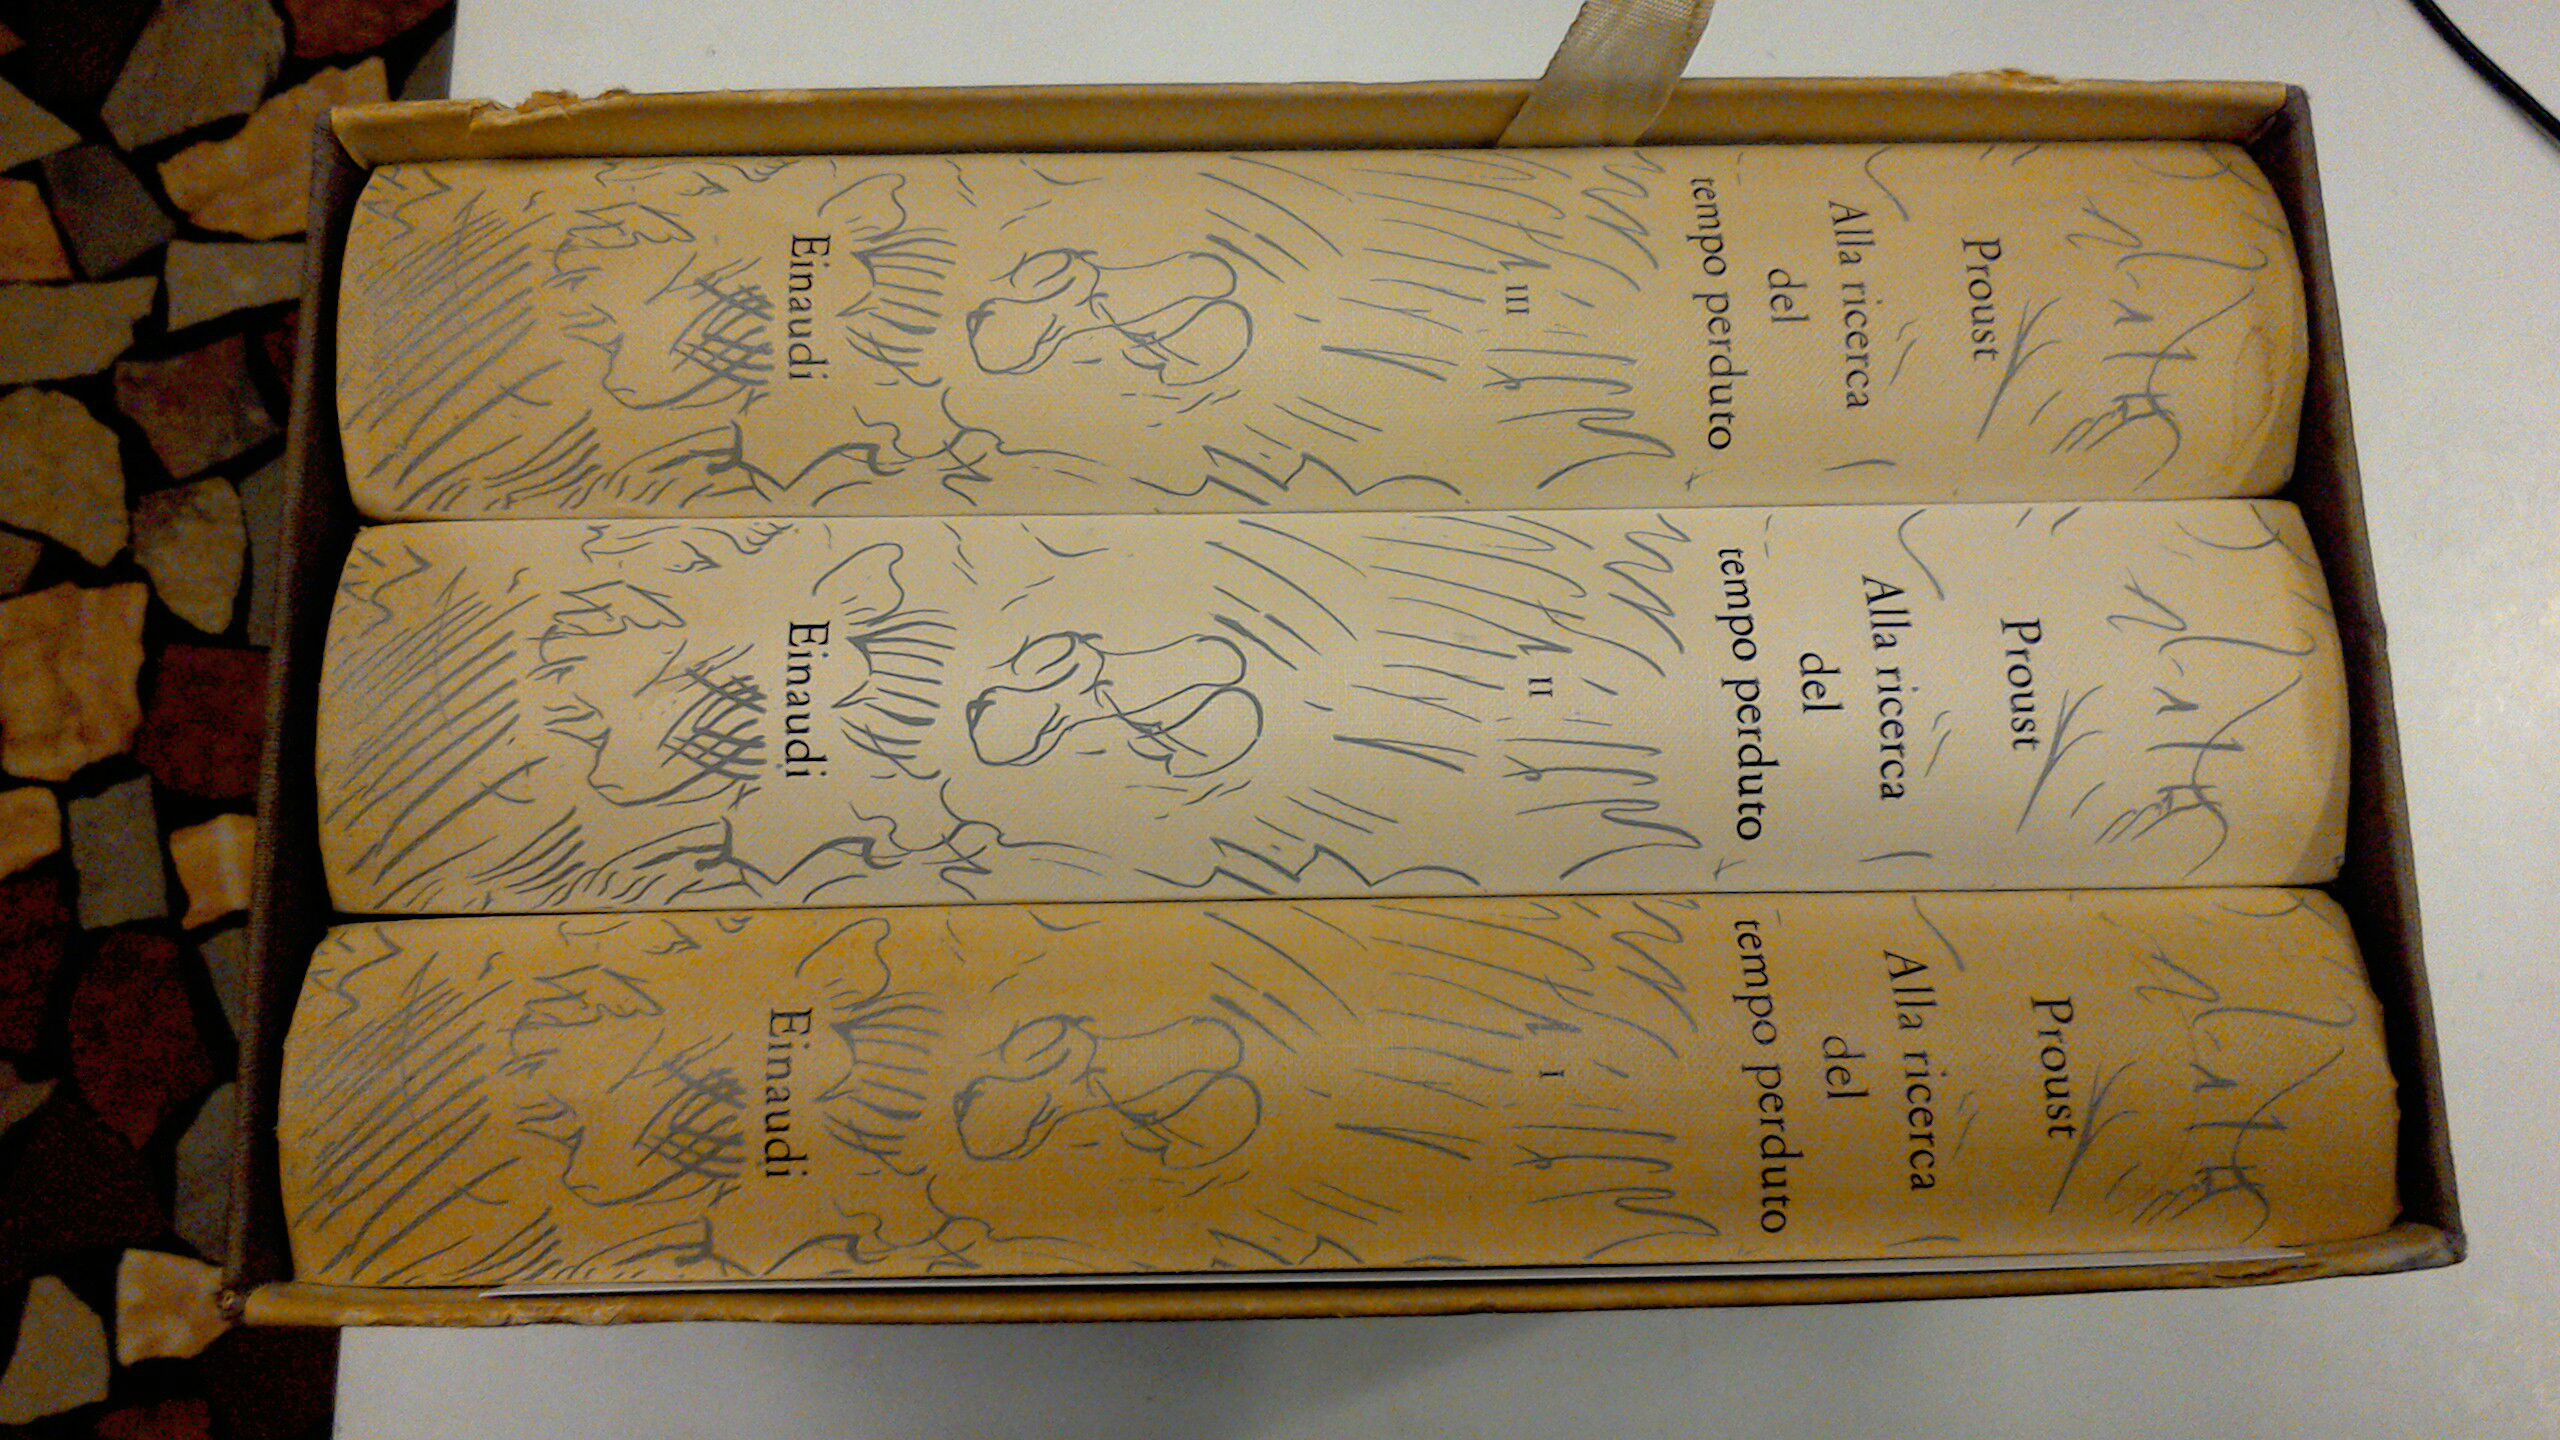 Proust
Alla ricerca
del
tempo perduto
III
Einaudi
Proust
Alla ricerca
del
tempo perduto
II
Einaudi
Proust
Alla ricerca
del
tempo perduto
I
Einaudi